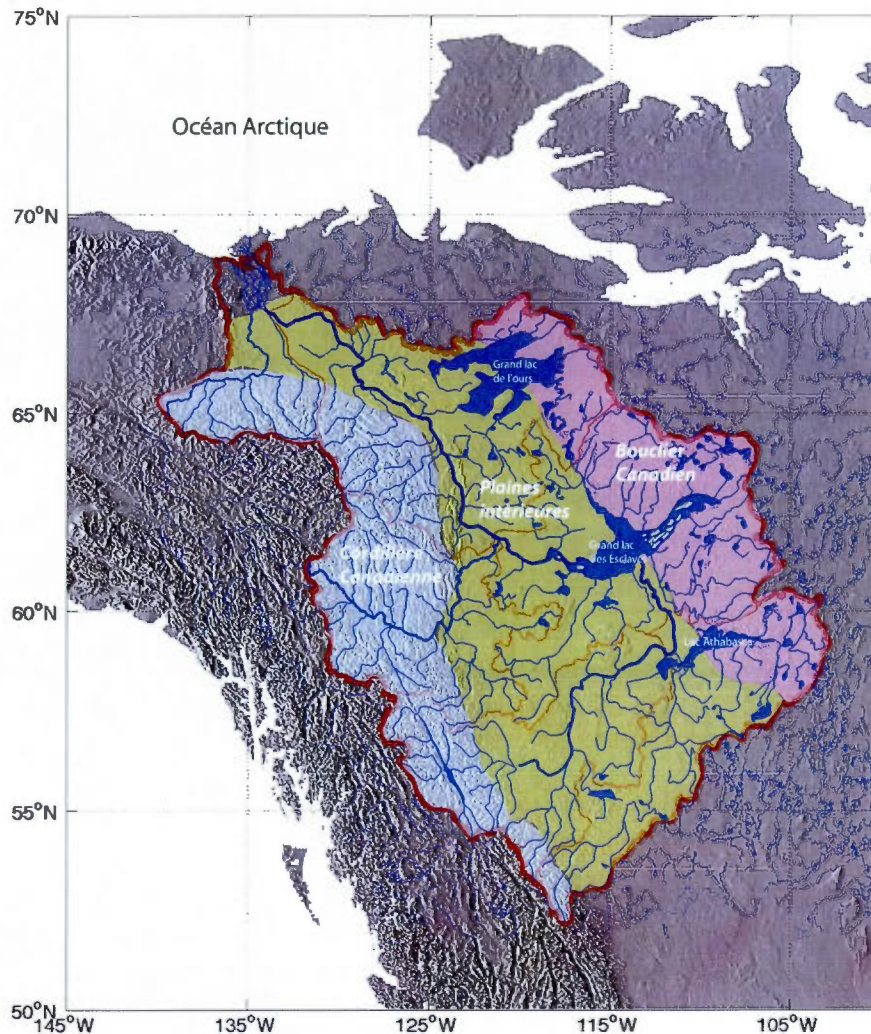 75°N
Océan Arctique
70°N
Grand lac
de l'ours
65°N
Bouclier
Canadien
Plaines
intérieures
Grand lac
des Esclaves
Cordillère
Canadienne
60°N
Lac Athabasca
55°N
50°N
145°W
135°W
125°W
115°W
105°W